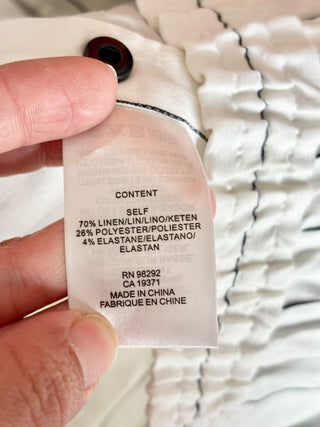 CONTENT
SELF
70% LINEN/LIN/LINO/KETEN
26% POLYESTER/POLIESTER
4% ELASTANE/ELASTANO/
ELASTAN
RN 98292
CA 19371
MADE IN CHINA
FABRIQUE EN CHINE